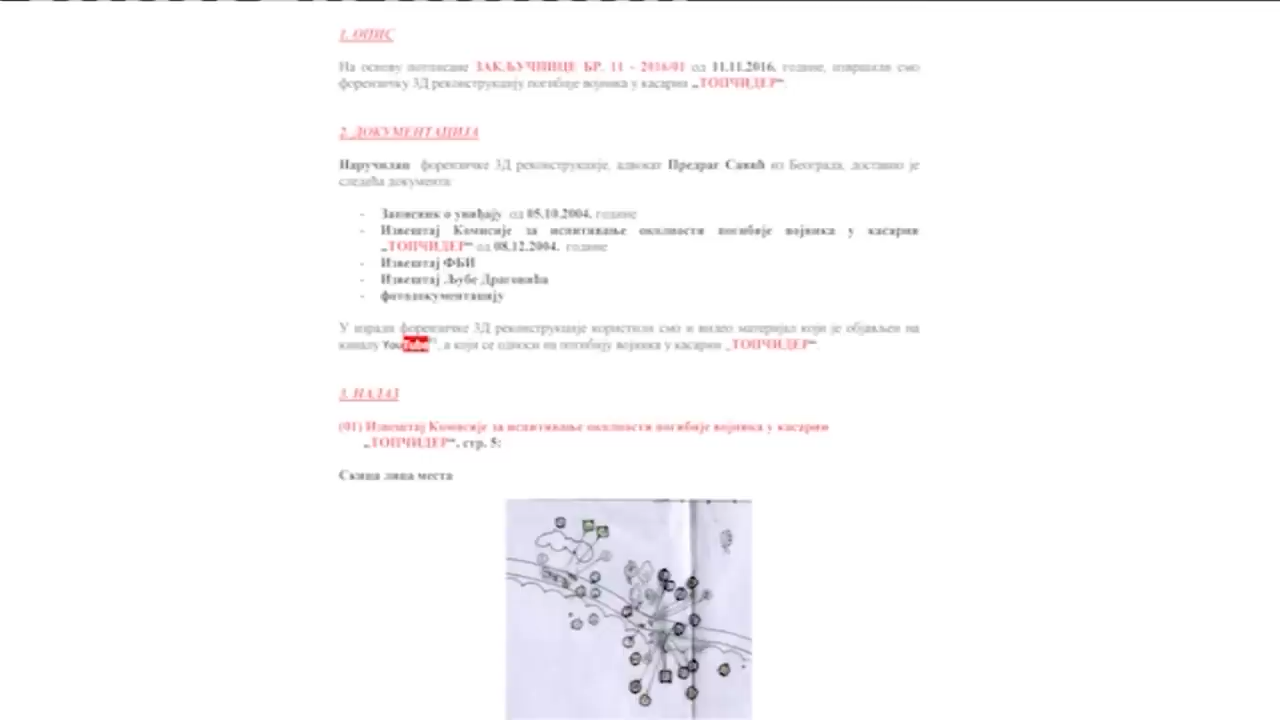 1. ОПИС
На основу потписане ЗАКЉУЧНИЦЕ БР. 11 - 2016/01 од 11.11.2016. године, извршили смо
форензичку 3Д реконструкцију погибије војника у касарни „ТОПЧИДЕР“.
2. ДОКУМЕНТАЦИЈА
Наручилац форензичке 3Д реконструкције, адвокат Предраг Савић из Београда, доставио је
следећа документа:
- Записник о увиђају од 05.10.2004. године
- Извештај Комисије за испитивање околности погибије војника у касарни
„ТОПЧИДЕР“ од 08.12.2004. године
- Извештај ФБИ
- Извештај Љубе Драговића
- фотодокументацију
У изради форензичке 3Д реконструкције користили смо и видео материјал који је објављен на
каналу YouTube, а који се односи на погибију војника у касарни „ТОПЧИДЕР“.
3. НАЛАЗ
(01) Извештај Комисије за испитивање околности погибије војника у касарни
„ТОПЧИДЕР“, стр. 5:
Скица лица места